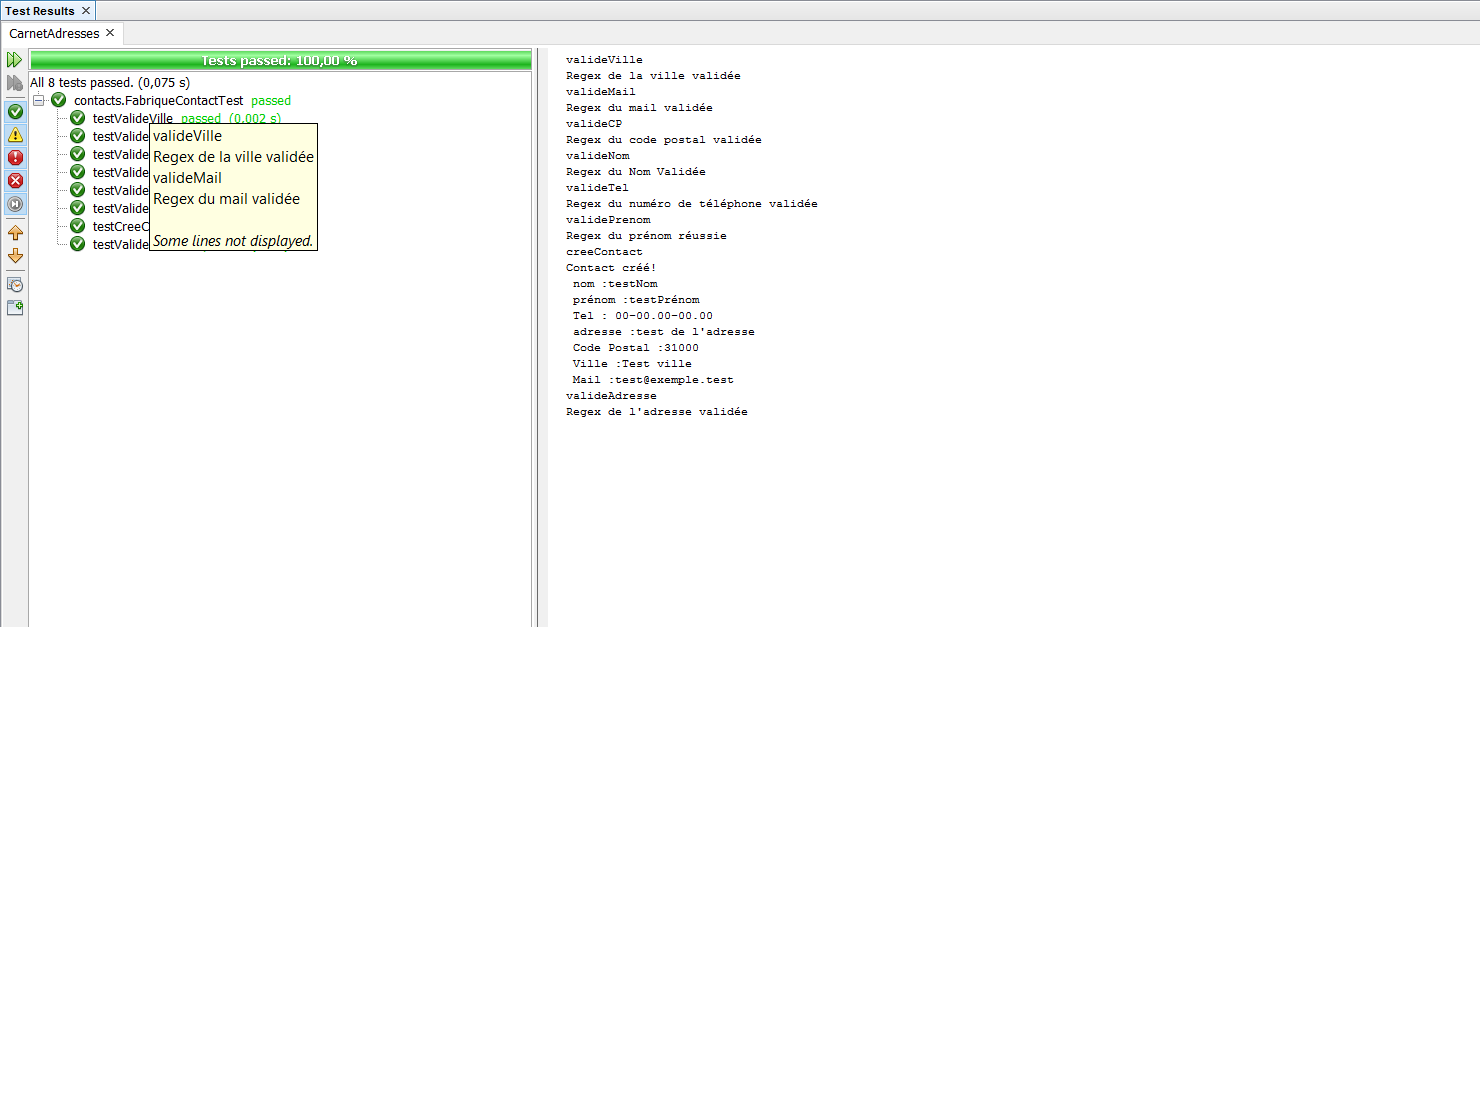 Test Results
CarnetAdresses
Tests passed: 100,00 %
All 8 tests passed. (0,075 s)
contacts.FabriqueContactTest passed
testValideVille passed (0,002 s)
testValide
testValide
testValide
testValide
testValide
testCreeC
testValide
valideVille
Regex de la ville validée
valideMail
Regex du mail validée
Some lines not displayed.
valideVille
Regex de la ville validée
valideMail
Regex du mail validée
valideCP
Regex du code postal validée
valideNom
Regex du Nom Validée
valideTel
Regex du numéro de téléphone validée
validePrenom
Regex du prénom réussie
creeContact
Contact créé!
nom :testNom
prénom :testPrénom
Tel : 00-00.00-00.00
adresse :test de l'adresse
Code Postal :31000
Ville :Test ville
Mail :test@exemple.test
valideAdresse
Regex de l'adresse validée